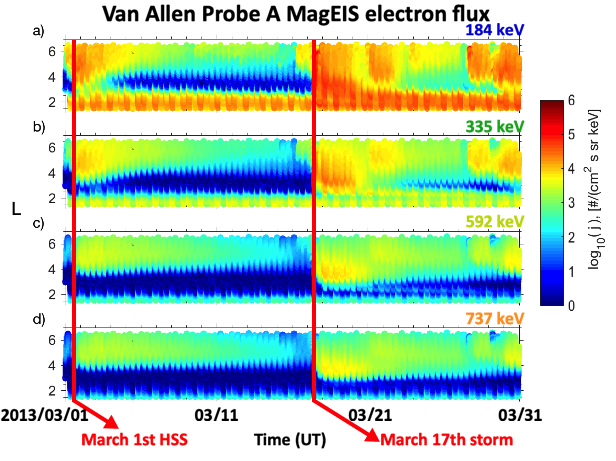 Van Allen Probe A MagEIS electron flux
a)
184 keV
6
4
2
b)
335 keV
6
4
2
L
c)
592 keV
6
4
2
d)
737 keV
6
4
2
2013/03/01
03/11
03/21
03/31
March 1st HSS
Time (UT)
March 17th storm
6
5
4
3
2
1
0
log10( j ), [#/(cm2 s sr keV]